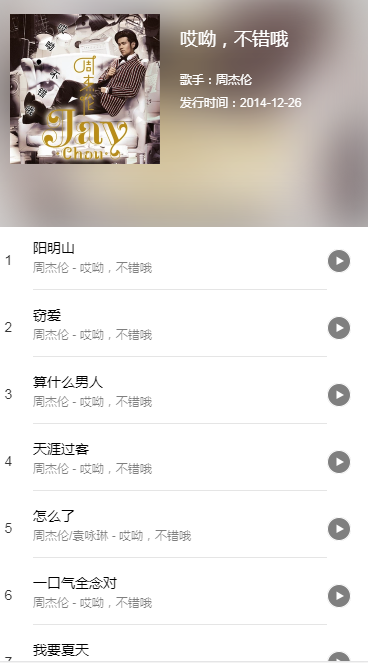 哎呦，不错哦
歌手：周杰伦
发行时间：2014-12-26
哎呦不错哦
周杰伦
Jay
Chou
1
阳明山
周杰伦 - 哎呦，不错哦
2
窃爱
周杰伦 - 哎呦，不错哦
3
算什么男人
周杰伦 - 哎呦，不错哦
4
天涯过客
周杰伦 - 哎呦，不错哦
5
怎么了
周杰伦/袁咏琳 - 哎呦，不错哦
6
一口气全念对
周杰伦 - 哎呦，不错哦
7
我要夏天